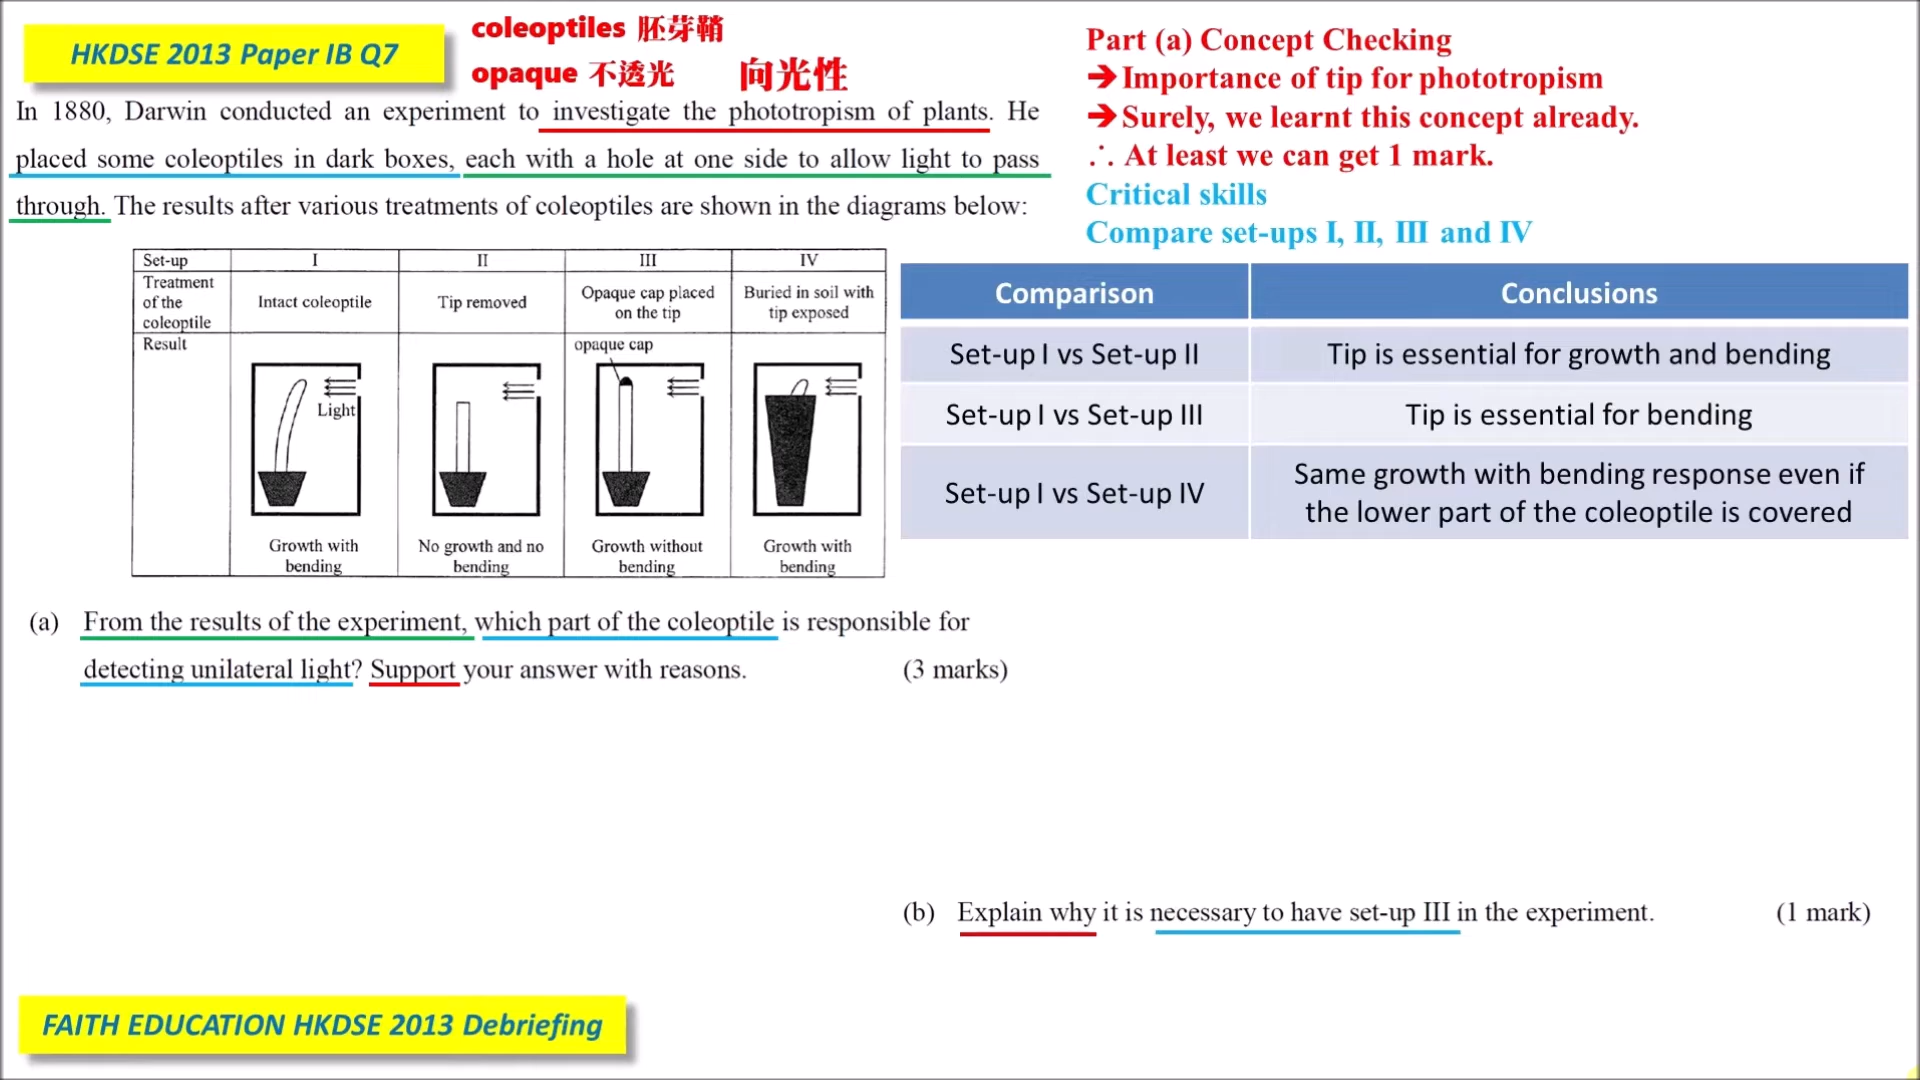 HKDSE 2013 Paper IB Q7
coleoptiles 胚芽鞘
opaque 不透光
向光性
In 1880, Darwin conducted an experiment to investigate the phototropism of plants. He
placed some coleoptiles in dark boxes, each with a hole at one side to allow light to pass
through. The results after various treatments of coleoptiles are shown in the diagrams below:
Set-up I II III IV
Treatment of the coleoptile
Intact coleoptile
Tip removed
Opaque cap placed on the tip
Buried in soil with tip exposed
Result
opaque cap
Light
Growth with bending
No growth and no bending
Growth without bending
Growth with bending
(a) From the results of the experiment, which part of the coleoptile is responsible for
detecting unilateral light? Support your answer with reasons. (3 marks)
Part (a) Concept Checking
➔Importance of tip for phototropism
➔Surely, we learnt this concept already.
∴ At least we can get 1 mark.
Critical skills
Compare set-ups I, II, III and IV
Comparison Conclusions
Set-up I vs Set-up II Tip is essential for growth and bending
Set-up I vs Set-up III Tip is essential for bending
Set-up I vs Set-up IV Same growth with bending response even if
the lower part of the coleoptile is covered
(b) Explain why it is necessary to have set-up III in the experiment. (1 mark)
FAITH EDUCATION HKDSE 2013 Debriefing